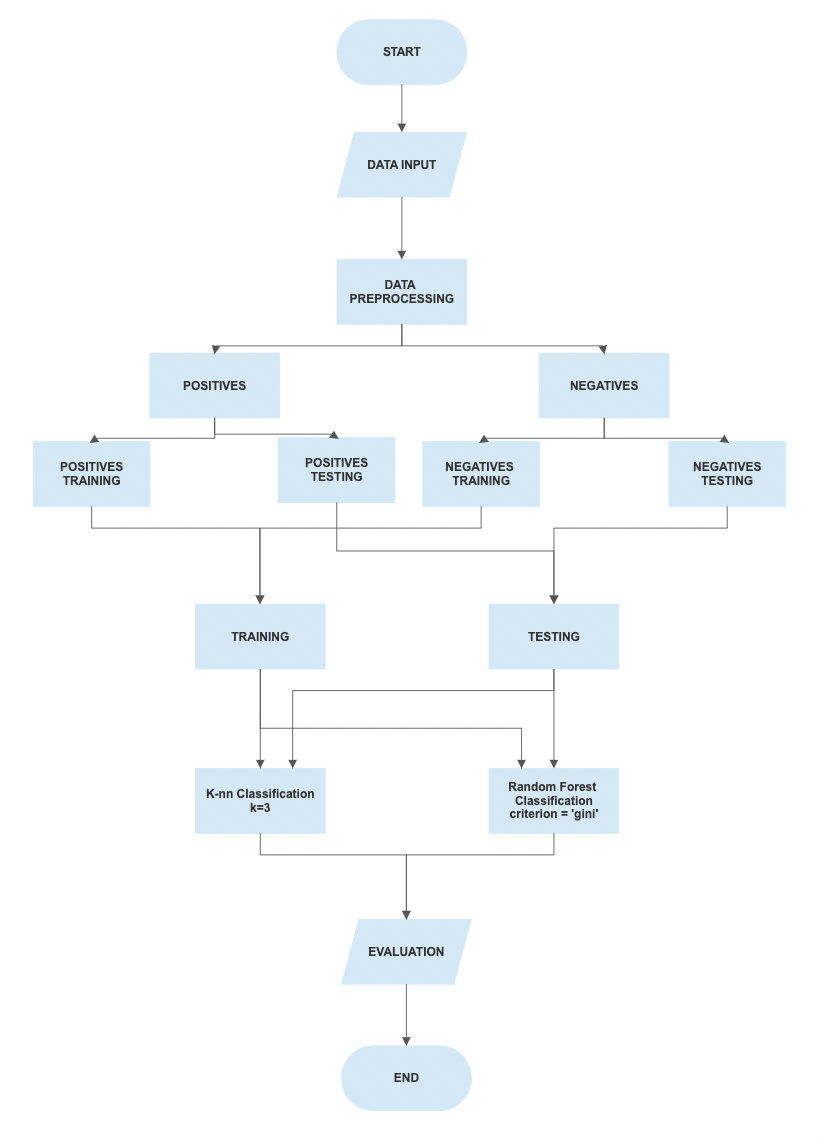 START
DATA INPUT
DATA
PREPROCESSING
POSITIVES
NEGATIVES
POSITIVES
TRAINING
POSITIVES
TESTING
NEGATIVES
TRAINING
NEGATIVES
TESTING
TRAINING
TESTING
K-nn Classification
k=3
Random Forest
Classification
criterion = 'gini'
EVALUATION
END